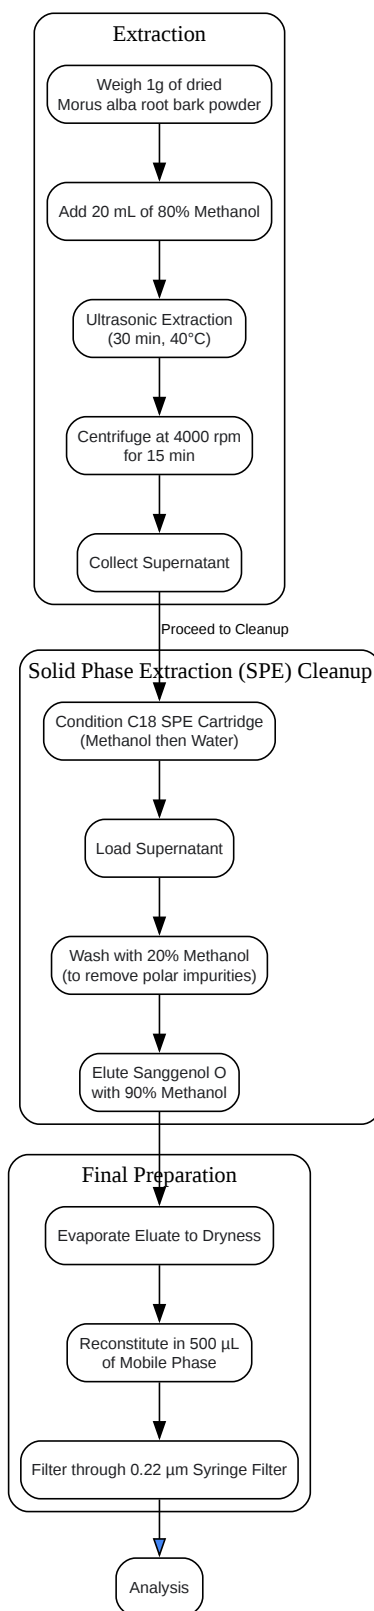 Extraction
Weigh 1g of dried
Morus alba root bark powder
Add 20 mL of 80% Methanol
Ultrasonic Extraction
(30 min, 40°C)
Centrifuge at 4000 rpm
for 15 min
Collect Supernatant
Proceed to Cleanup
Solid Phase Extraction (SPE) Cleanup
Condition C18 SPE Cartridge
(Methanol then Water)
Load Supernatant
Wash with 20% Methanol
(to remove polar impurities)
Elute Sanggenol O
with 90% Methanol
Final Preparation
Evaporate Eluate to Dryness
Reconstitute in 500 µL
of Mobile Phase
Filter through 0.22 µm Syringe Filter
Analysis